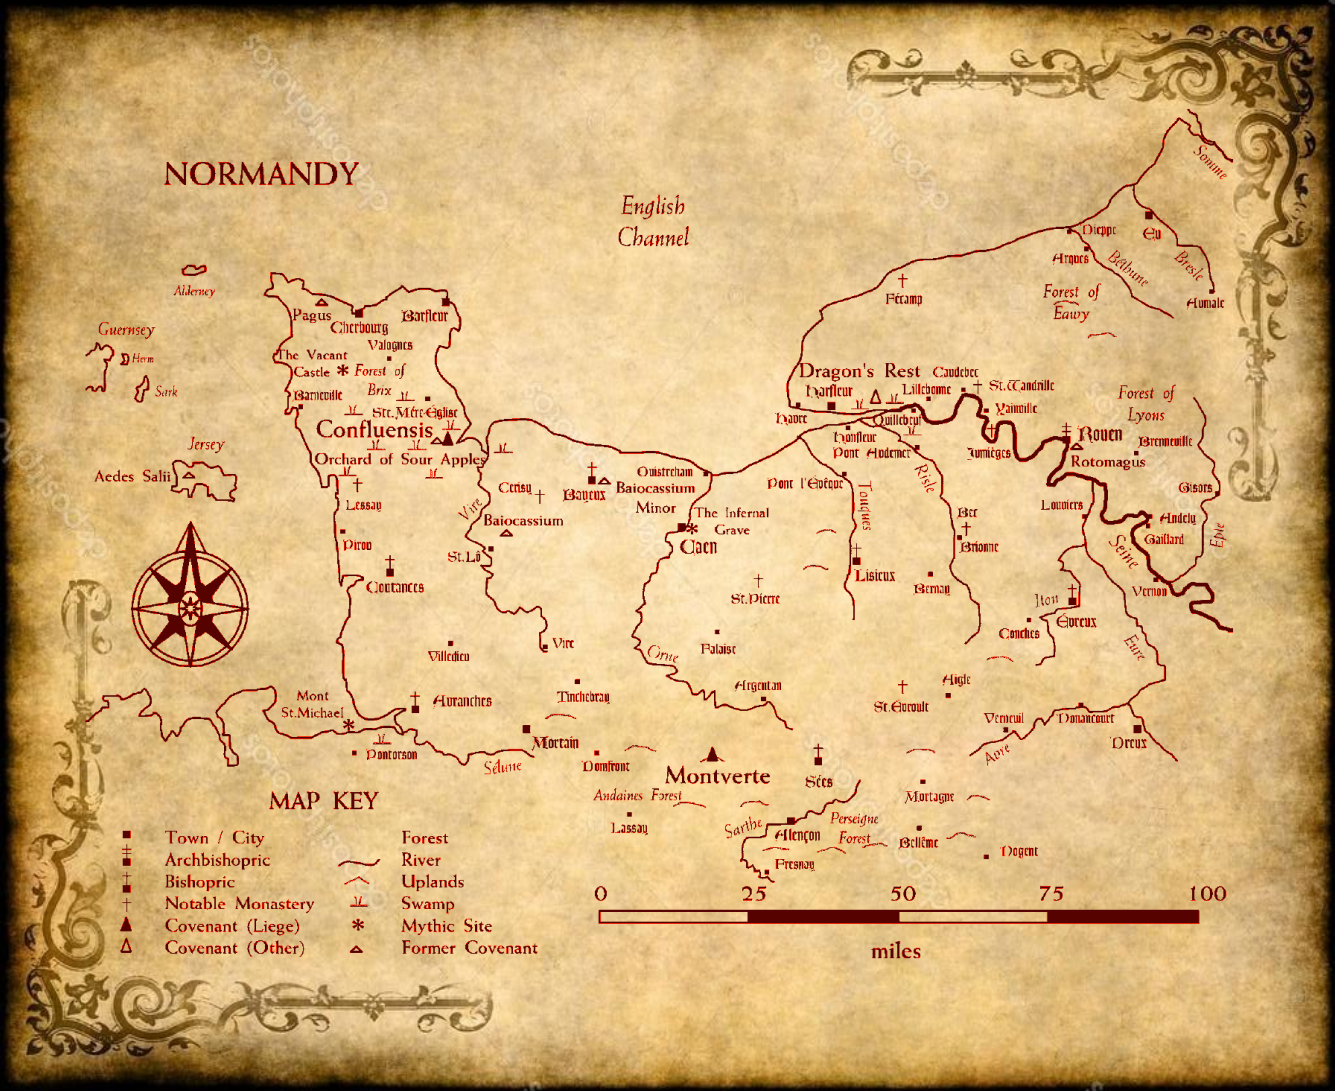 NORMANDY
English
Channel
Somme
Dieppe
Eu
Arques
Béthune
Bresle
Aumale
Forest of
Eawy
Fécamp
Alderney
Guernsey
Herm
Sark
Jersey
Aedes Salii
Pagus
Cherbourg
Barfleur
Valognes
The Vacant
Castle
Forest of
Brix
Barneville
Ste.Mére-Église
Confluensis
Orchard of Sour Apples
Lessay
Pirou
Coutances
Cerisy
Vire
Baiocassium
St.Lô
Bayeux
Ouistreham
Baiocassium
Minor
The Infernal
Grave
Caen
Dragon's Rest
Harfleur
Lillebonne
Caudebec
St.Wandrille
Yainville
Quillebeuf
Havre
Honfleur
Pont Audemer
Pont l'Évêque
Jumièges
Rouen
Rotomagus
Forest of
Lyons
Brenneville
Gisors
Epte
Louviers
Andely
Gaillard
Seine
Vernon
Touques
Risle
Bec
Brionne
Lisieux
Bernay
St.Pierre
Falaise
Orne
Argentan
Iton
Évreux
Conches
Eure
Villedieu
Vire
Tinchebray
Mont
St.Michael
Avranches
Pontorson
Mortain
Sélune
Domfront
Montverte
Sées
St.Evroult
Aigle
Verneuil
Avre
Nonancourt
Dreux
Mortagne
Andaines Forest
Lassay
Sarthe
Alençon
Perseigne
Forest
Fresnay
Bellême
Nogent
MAP KEY
Town / City
Archbishopric
Bishopric
Notable Monastery
Covenant (Liege)
Covenant (Other)
Forest
River
Uplands
Swamp
Mythic Site
Former Covenant
0 25 50 75 100
miles